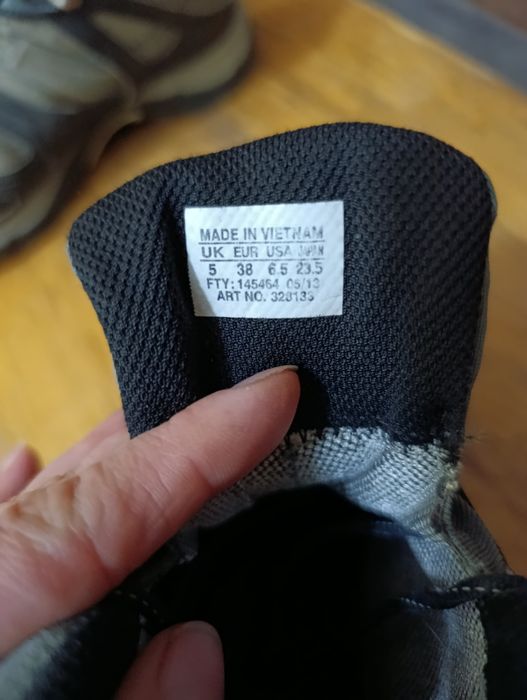 MADE IN VIETNAM
UK EUR USA JAPAN
5 38 6.5 23.5
FTY: 145464 05/13
ART NO. 328133